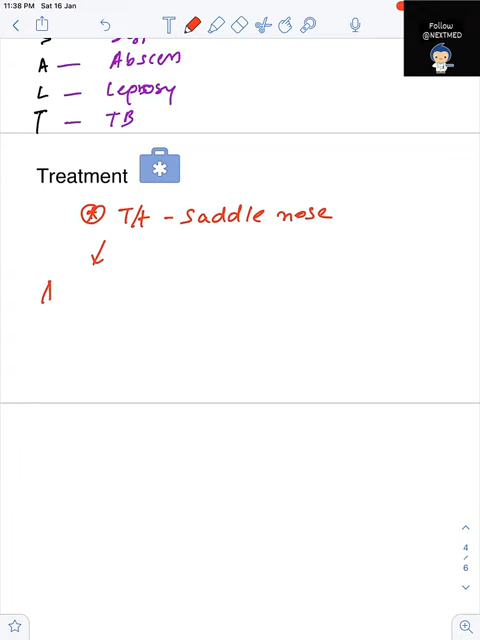 11:38 PM Sat 16 Jan
Follow
@NEXTMED
T
A — Abscess
L — Leprosy
T — TB
Treatment
T/t - Saddle nose
4
/
6